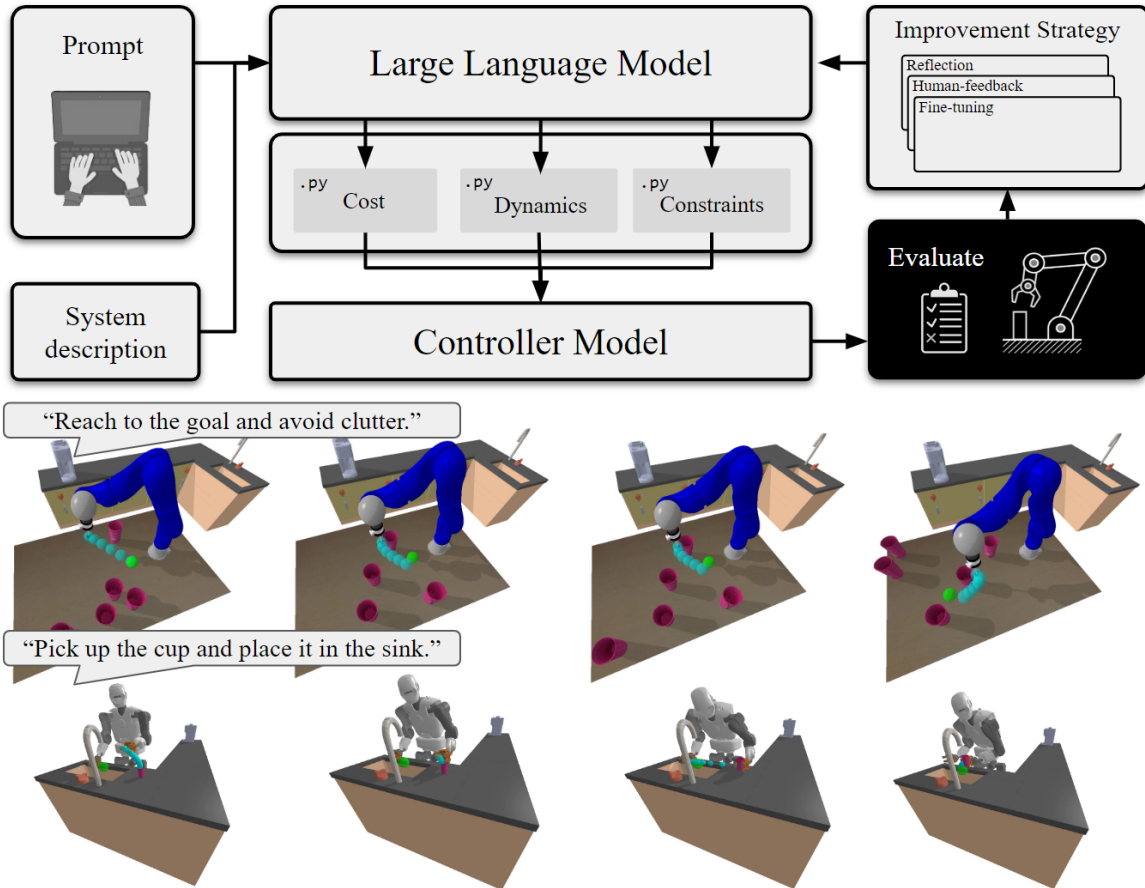 Prompt
Large Language Model
Improvement Strategy
Reflection
Human-feedback
Fine-tuning
.py
Cost
.py
Dynamics
.py
Constraints
Evaluate
System
description
Controller Model
“Reach to the goal and avoid clutter.”
“Pick up the cup and place it in the sink.”